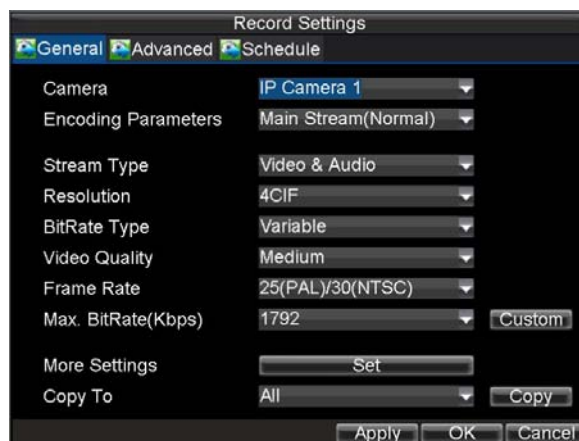 Record Settings
General Advanced Schedule
Camera IP Camera 1
Encoding Parameters Main Stream(Normal)
Stream Type Video & Audio
Resolution 4CIF
BitRate Type Variable
Video Quality Medium
Frame Rate 25(PAL)/30(NTSC)
Max. BitRate(Kbps) 1792 Custom
More Settings Set
Copy To All Copy
Apply OK Cancel